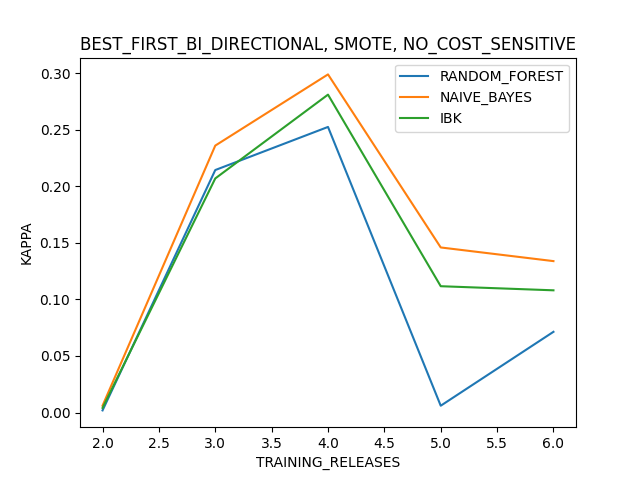 BEST_FIRST_BI_DIRECTIONAL, SMOTE, NO_COST_SENSITIVE
RANDOM_FOREST
NAIVE_BAYES
IBK
0.30
0.25
0.20
0.15
0.10
0.05
0.00
KAPPA
2.0 2.5 3.0 3.5 4.0 4.5 5.0 5.5 6.0
TRAINING_RELEASES